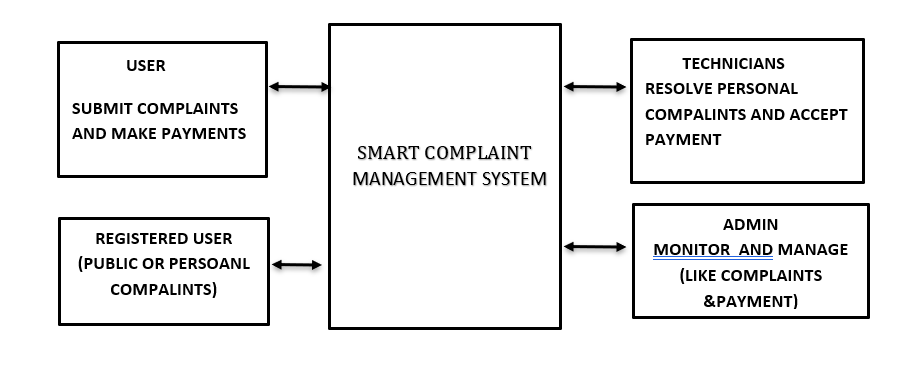 USER
SUBMIT COMPLAINTS
AND MAKE PAYMENTS
REGISTERED USER
(PUBLIC OR PERSOANL
COMPALINTS)
SMART COMPLAINT
MANAGEMENT SYSTEM
TECHNICIANS
RESOLVE PERSONAL
COMPALINTS AND ACCEPT
PAYMENT
ADMIN
MONITOR AND MANAGE
(LIKE COMPLAINTS
&PAYMENT)